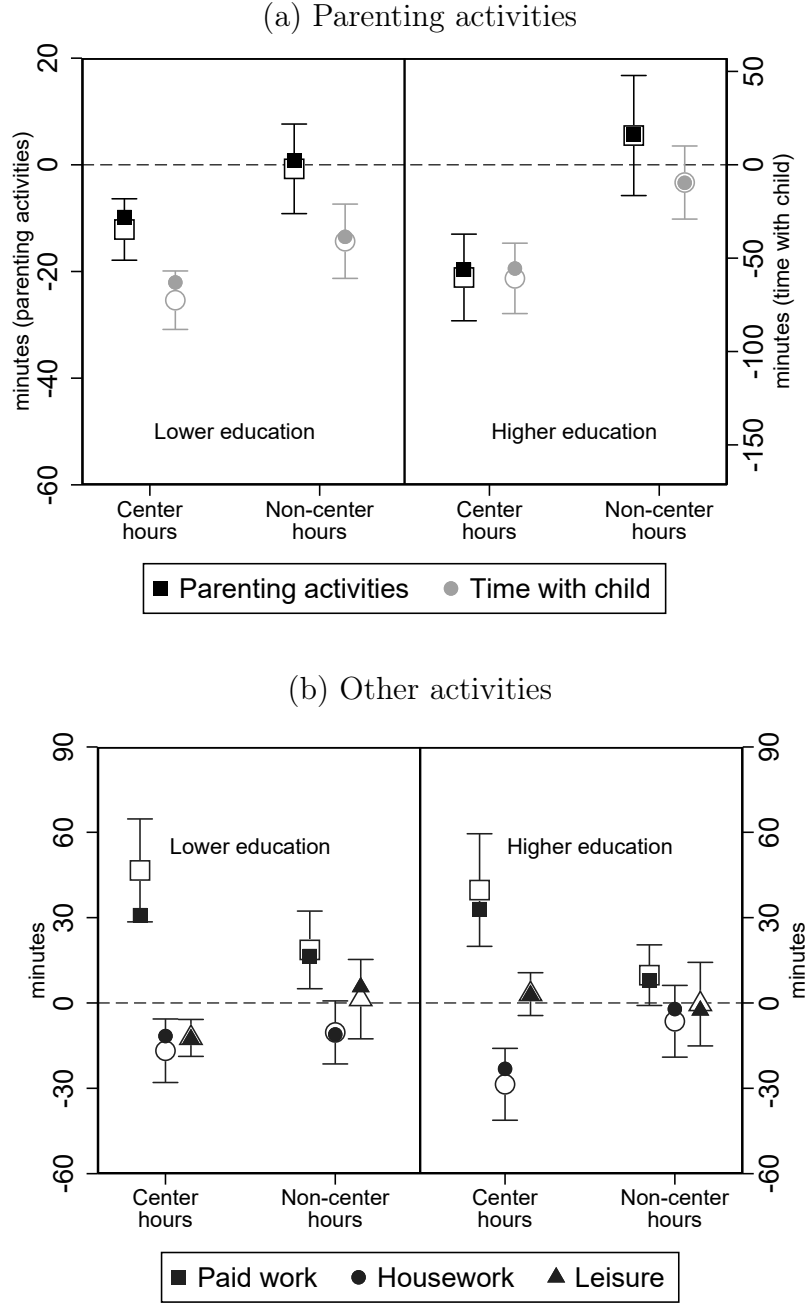 (a) Parenting activities
20
0
-20
-40
-60
minutes (parenting activities)
50
0
-50
-100
-150
minutes (time with child)
Lower education
Higher education
Center
hours
Non-center
hours
Center
hours
Non-center
hours
Parenting activities
Time with child
(b) Other activities
90
60
30
0
-30
-60
minutes
90
60
30
0
-30
-60
minutes
Lower education
Higher education
Center
hours
Non-center
hours
Center
hours
Non-center
hours
Paid work
Housework
Leisure